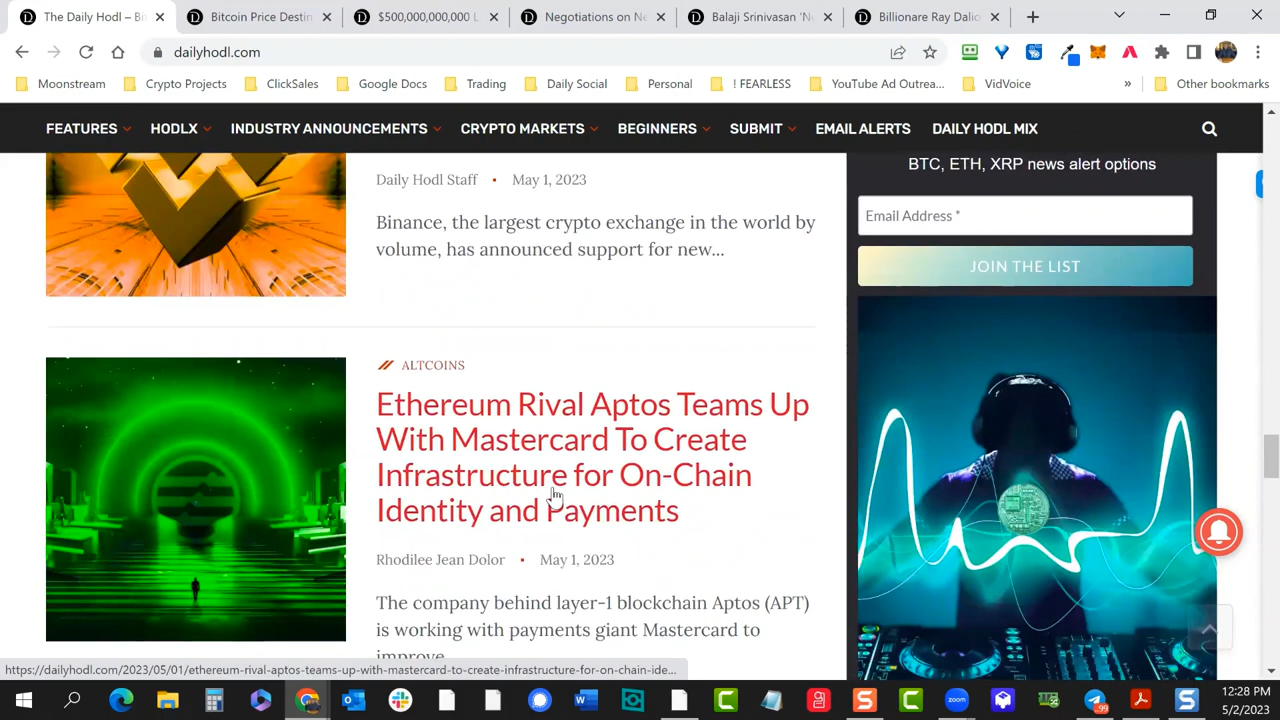 The Daily Hodl – Bi
Bitcoin Price Destin
$500,000,000,000 L
Negotiations on Ne
Balaji Srinivasan 'N
Billionare Ray Dalio
dailyhodl.com
Moonstream
Crypto Projects
ClickSales
Google Docs
Trading
Daily Social
Personal
! FEARLESS
YouTube Ad Outrea...
VidVoice
»
Other bookmarks
FEATURES
HODLX
INDUSTRY ANNOUNCEMENTS
CRYPTO MARKETS
BEGINNERS
SUBMIT
EMAIL ALERTS
DAILY HODL MIX
Daily Hodl Staff • May 1, 2023
Binance, the largest crypto exchange in the world by
volume, has announced support for new...
ALTCOINS
Ethereum Rival Aptos Teams Up
With Mastercard To Create
Infrastructure for On-Chain
Identity and Payments
Rhodilee Jean Dolor • May 1, 2023
The company behind layer-1 blockchain Aptos (APT)
is working with payments giant Mastercard to
improve
BTC, ETH, XRP news alert options
Email Address *
JOIN THE LIST
https://dailyhodl.com/2023/05/01/ethereum-rival-aptos-teams-up-with-mastercard-to-create-infrastructure-for-on-chain-ide...
99
12:28 PM
5/2/2023